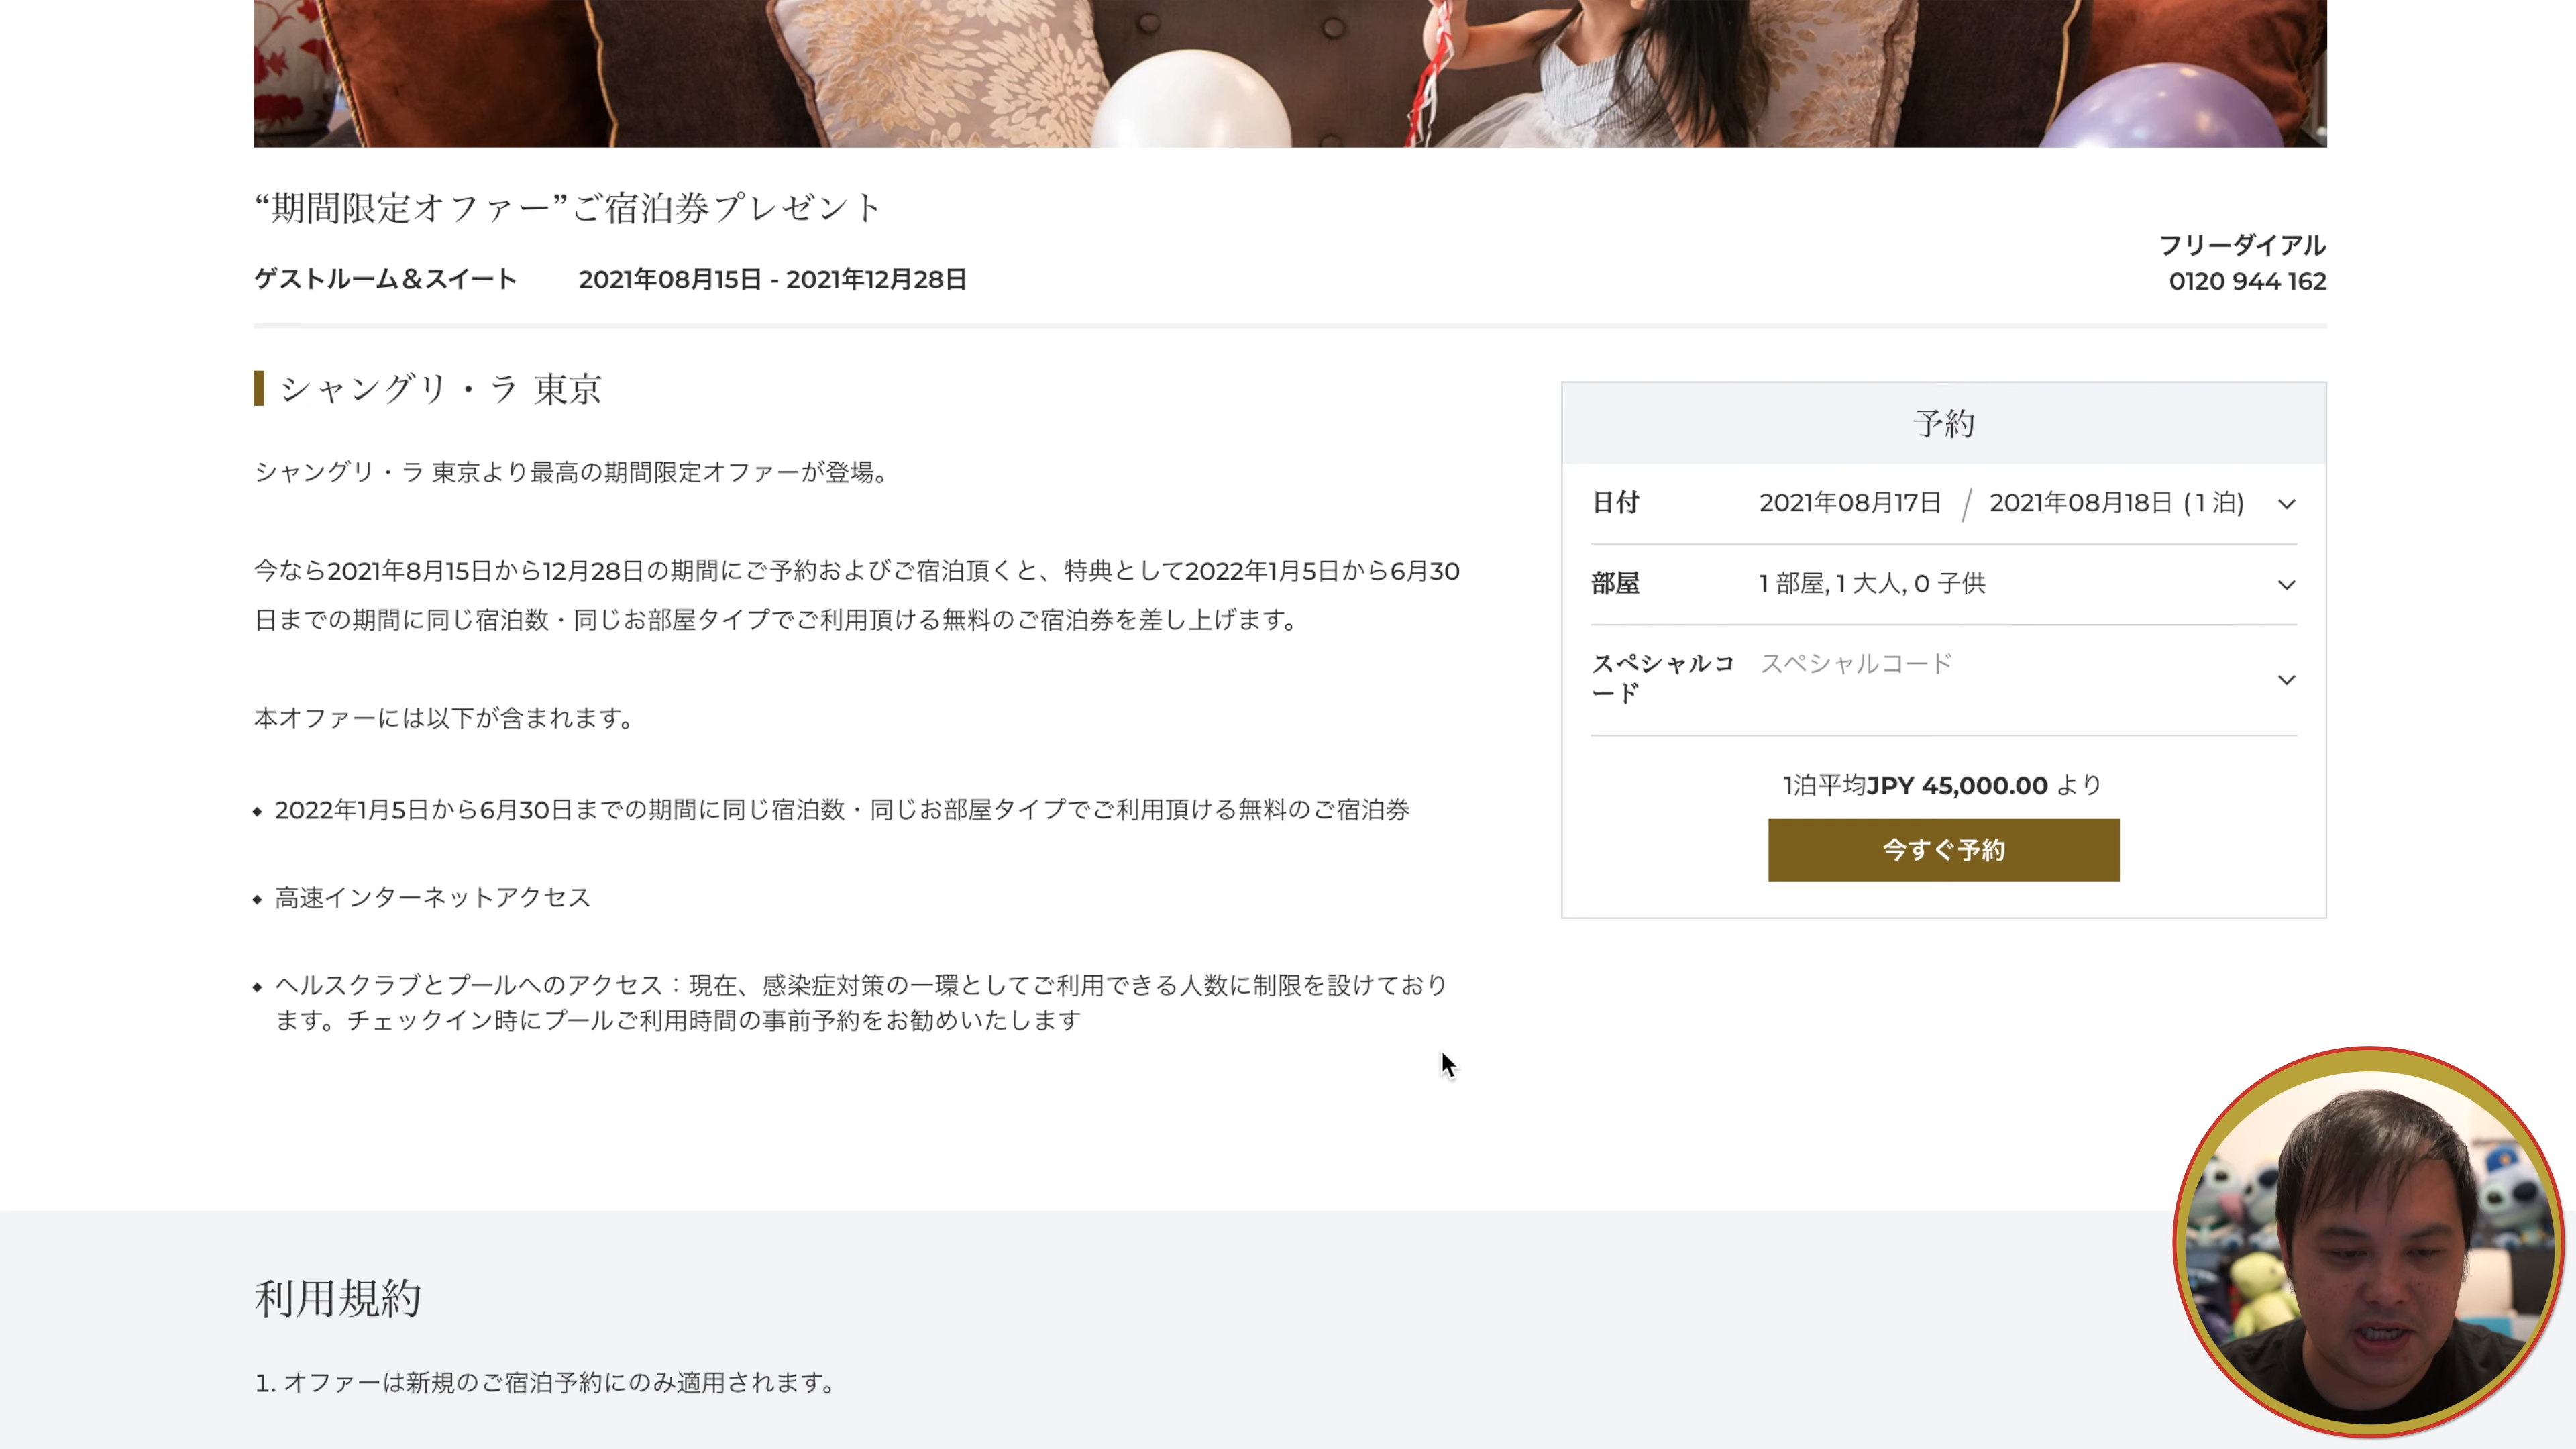 “期間限定オファー”ご宿泊券プレゼント
ゲストルーム＆スイート 2021年08月15日 - 2021年12月28日
フリーダイアル
0120 944 162
シャングリ・ラ 東京
シャングリ・ラ 東京より最高の期間限定オファーが登場。
今なら2021年8月15日から12月28日の期間にご予約およびご宿泊頂くと、特典として2022年1月5日から6月30
日までの期間に同じ宿泊数・同じお部屋タイプでご利用頂ける無料のご宿泊券を差し上げます。
本オファーには以下が含まれます。
2022年1月5日から6月30日までの期間に同じ宿泊数・同じお部屋タイプでご利用頂ける無料のご宿泊券
高速インターネットアクセス
ヘルスクラブとプールへのアクセス：現在、感染症対策の一環としてご利用できる人数に制限を設けており
ます。チェックイン時にプールご利用時間の事前予約をお勧めいたします
予約
日付 2021年08月17日 / 2021年08月18日 (1 泊)
部屋 1 部屋, 1 大人, 0 子供
スペシャルコ スペシャルコード
ード
1泊平均JPY 45,000.00 より
今すぐ予約
利用規約
1. オファーは新規のご宿泊予約にのみ適用されます。